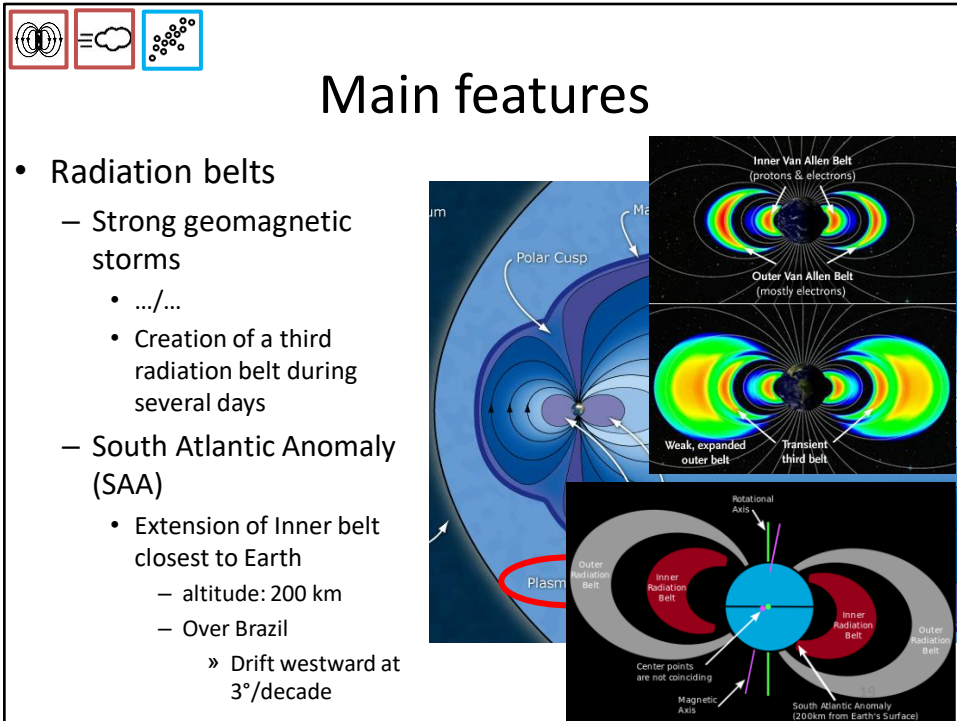 Main features
• Radiation belts
– Strong geomagnetic
storms
• …/…
• Creation of a third
radiation belt during
several days
– South Atlantic Anomaly
(SAA)
• Extension of Inner belt
closest to Earth
– altitude: 200 km
– Over Brazil
» Drift westward at
3°/decade
Polar Cusp
Inner Van Allen Belt
(protons & electrons)
Outer Van Allen Belt
(mostly electrons)
Weak, expanded
outer belt
Transient
third belt
Rotational
Axis
Outer
Radiation
Belt
Inner
Radiation
Belt
Inner
Radiation
Belt
Outer
Radiation
Belt
Center points
are not coinciding
Magnetic
Axis
19
South Atlantic Anomaly
(200km from Earth's Surface)